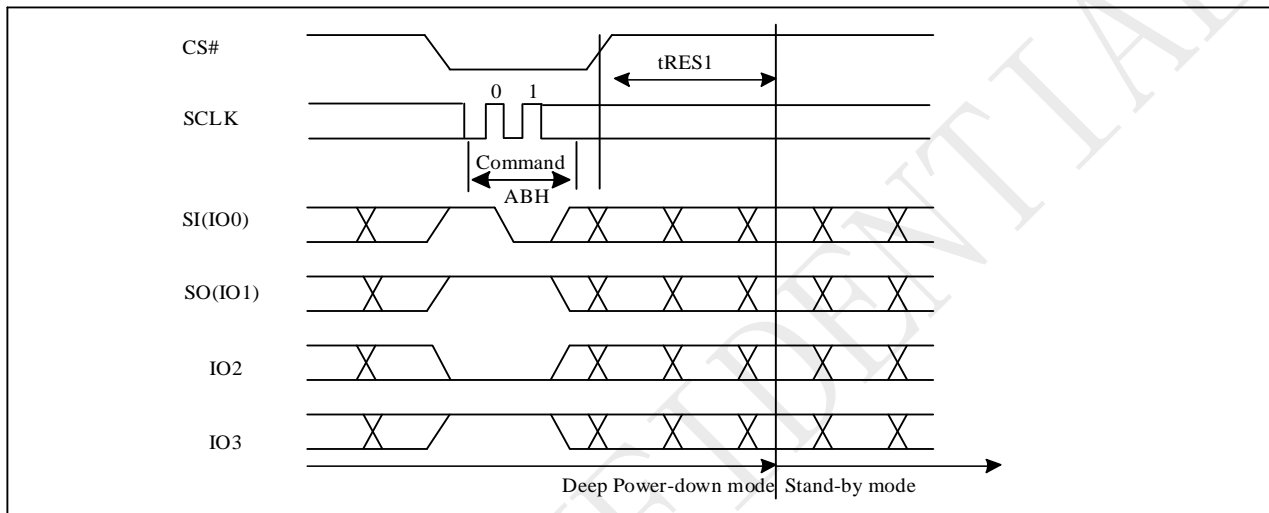 CS#
tRES1
0 1
SCLK
Command
ABH
SI(IO0)
SO(IO1)
IO2
IO3
Deep Power-down mode Stand-by mode
IDENTIAL